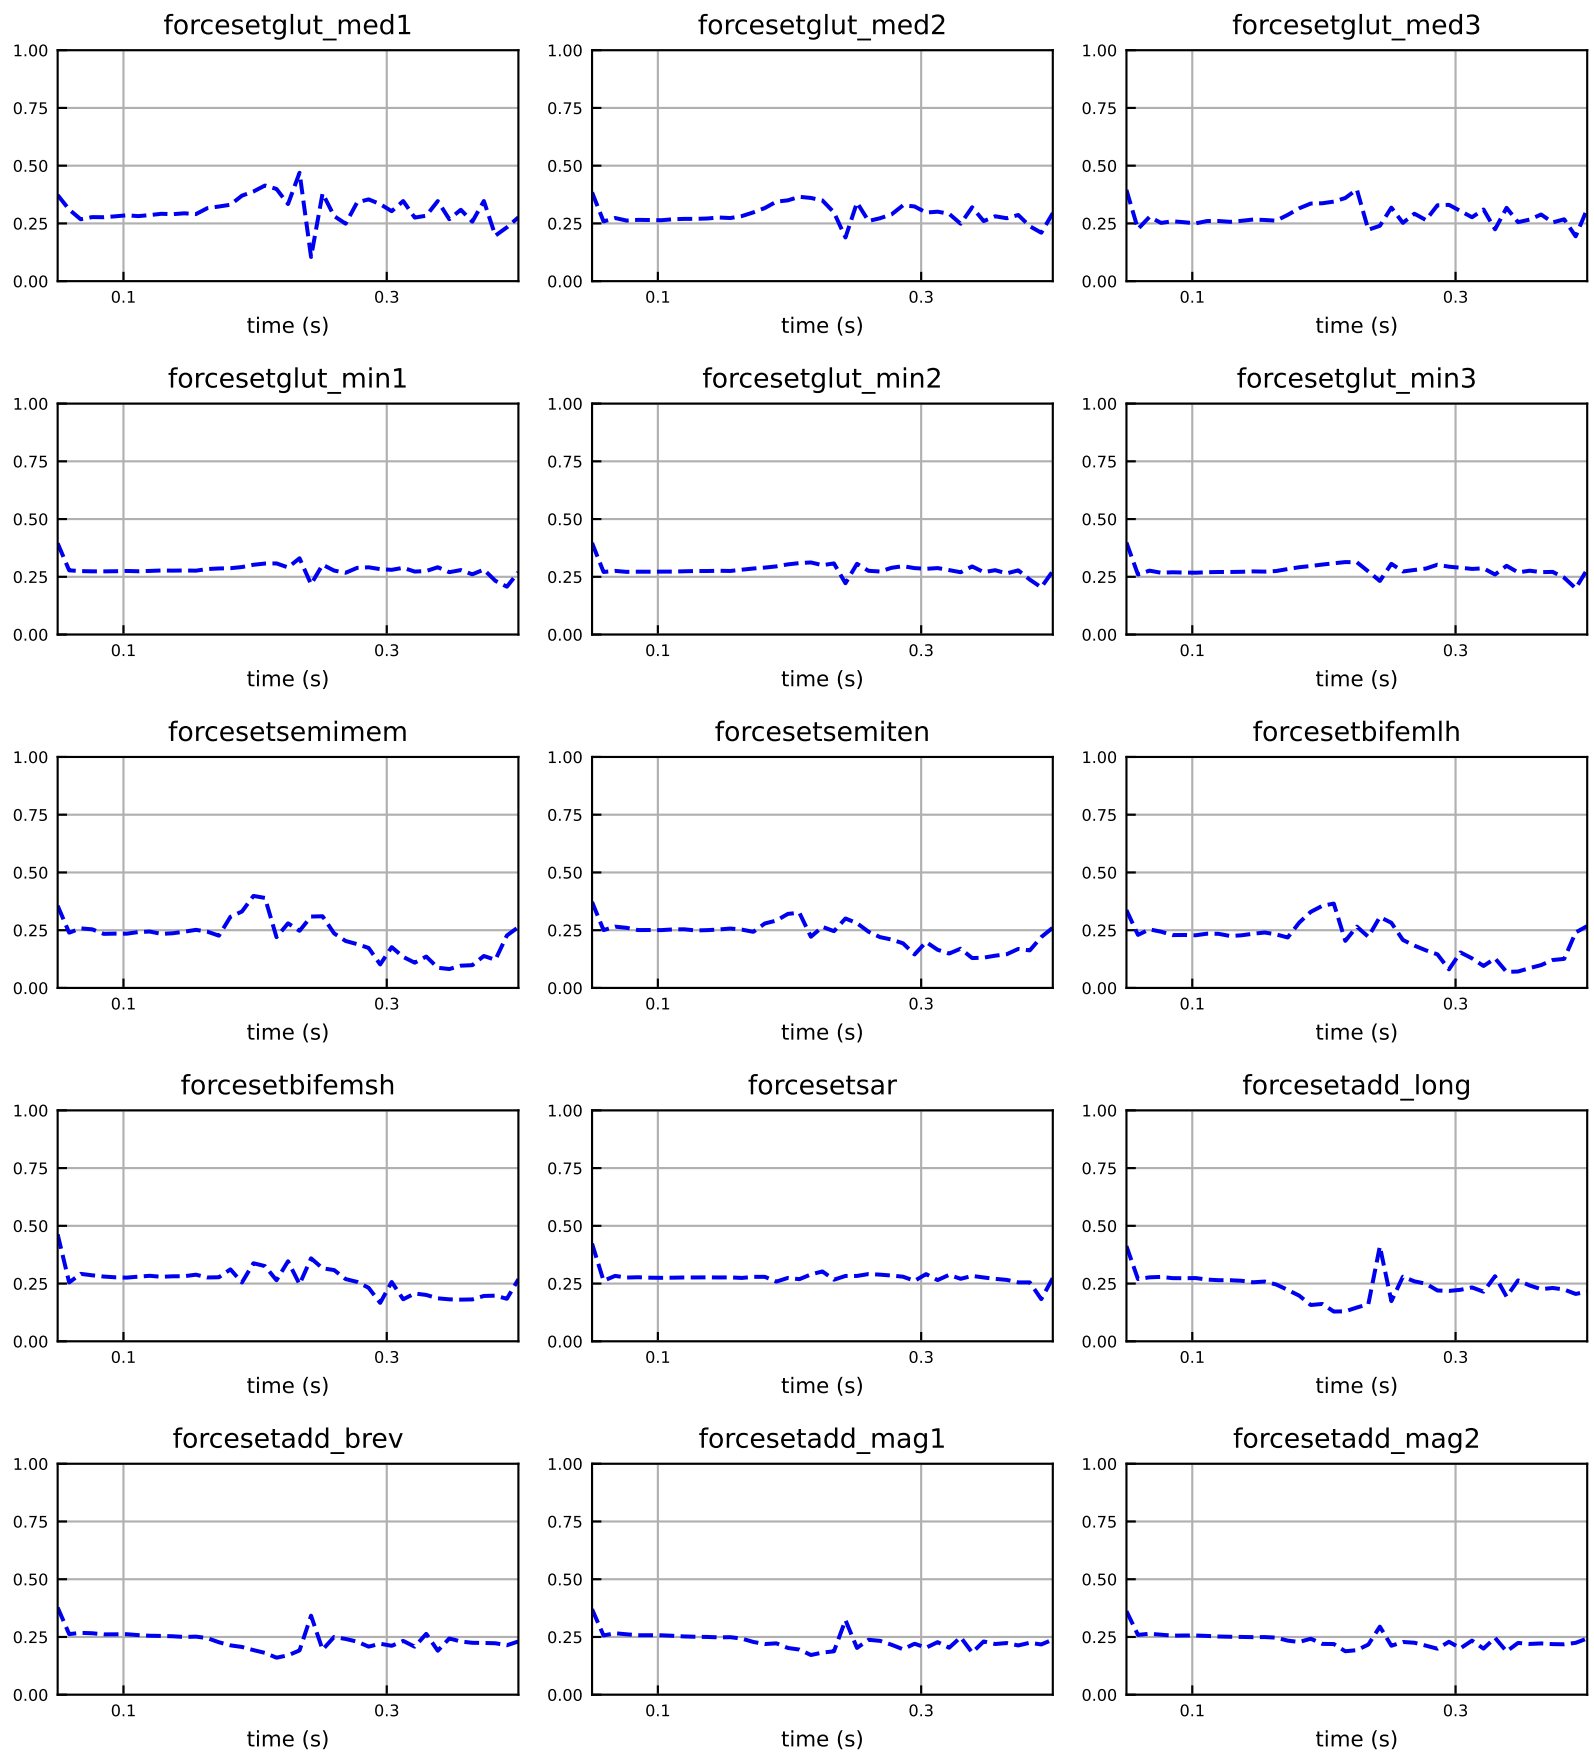 forcesetglut_med1 forcesetglut_med2 forcesetglut_med3
1.00 1.00 1.00
0.75 0.75 0.75
0.50 0.50 0.50
0.25 0.25 0.25
0.00 0.00 0.00
0.1 0.3 0.1 0.3 0.1 0.3
time (s) time (s) time (s)
forcesetglut_min1 forcesetglut_min2 forcesetglut_min3
1.00 1.00 1.00
0.75 0.75 0.75
0.50 0.50 0.50
0.25 0.25 0.25
0.00 0.00 0.00
0.1 0.3 0.1 0.3 0.1 0.3
time (s) time (s) time (s)
forcesetsemimem forcesetsemiten forcesetbifemlh
1.00 1.00 1.00
0.75 0.75 0.75
0.50 0.50 0.50
0.25 0.25 0.25
0.00 0.00 0.00
0.1 0.3 0.1 0.3 0.1 0.3
time (s) time (s) time (s)
forcesetbifemsh forcesetsar forcesetadd_long
1.00 1.00 1.00
0.75 0.75 0.75
0.50 0.50 0.50
0.25 0.25 0.25
0.00 0.00 0.00
0.1 0.3 0.1 0.3 0.1 0.3
time (s) time (s) time (s)
forcesetadd_brev forcesetadd_mag1 forcesetadd_mag2
1.00 1.00 1.00
0.75 0.75 0.75
0.50 0.50 0.50
0.25 0.25 0.25
0.00 0.00 0.00
0.1 0.3 0.1 0.3 0.1 0.3
time (s) time (s) time (s)